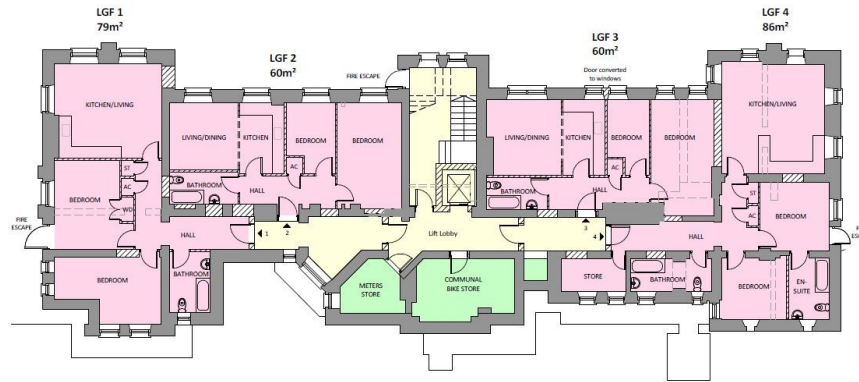 LGF 1
79m²
LGF 2
60m²
FIRE ESCAPE
LGF 3
60m²
Door converted
to windows
LGF 4
86m²
KITCHEN/LIVING
LIVING/DINING
KITCHEN
BEDROOM
BEDROOM
LIVING/DINING
KITCHEN
BEDROOM
BEDROOM
KITCHEN/LIVING
ST
AC
WD
BEDROOM
BATHROOM
AC
HALL
BATHROOM
AC
HALL
ST
AC
BEDROOM
FIRE
ESCAPE
HALL
1
2
Lift Lobby
3
4
HALL
ESCAPE
BEDROOM
BATHROOM
METERS
STORE
COMMUNAL
BIKE STORE
STORE
BATHROOM
BEDROOM
EN-
SUITE